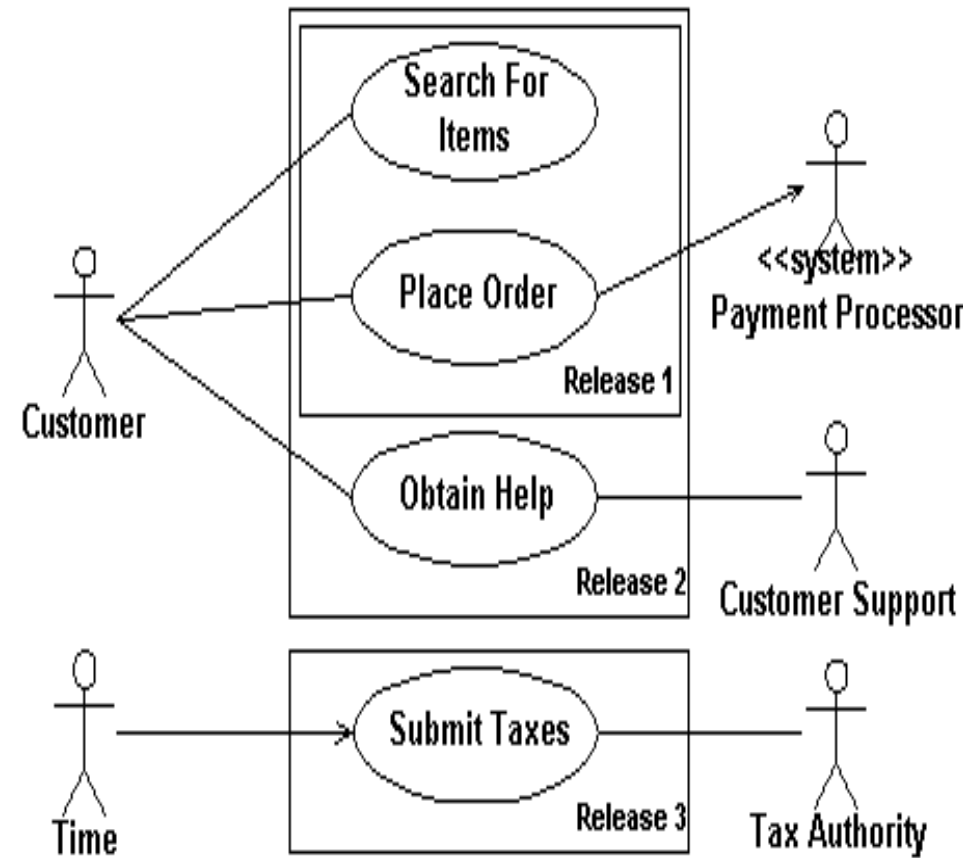 Search For
Items
Place Order
<<system>>
Payment Processor
Release 1
Customer
Obtain Help
Release 2
Customer Support
Submit Taxes
Release 3
Time
Tax Authority